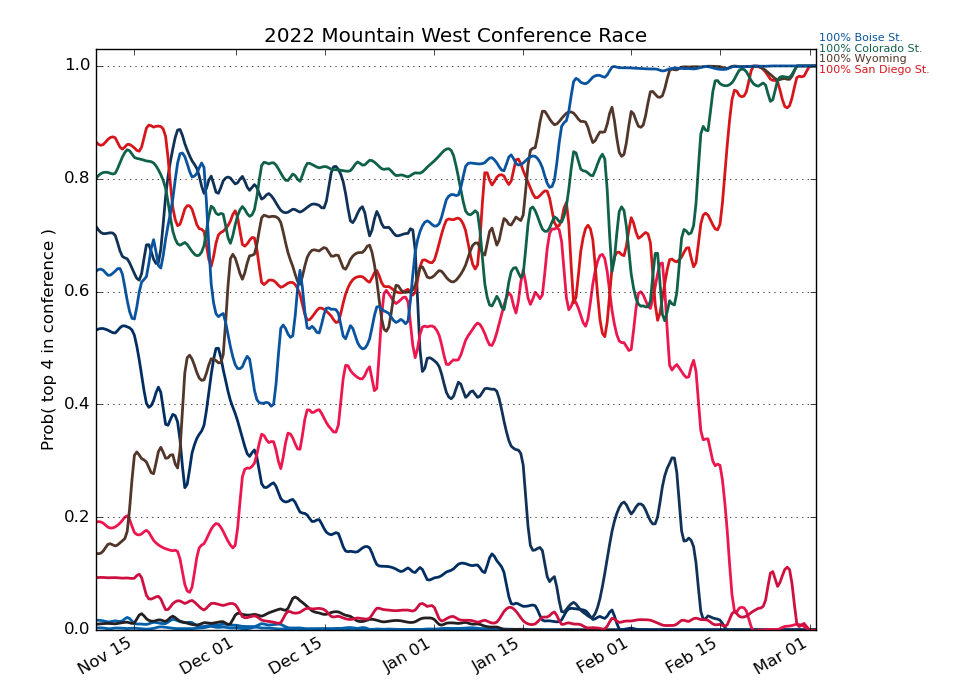 2022 Mountain West Conference Race
100% Boise St.
100% Colorado St.
100% Wyoming
100% San Diego St.
Prob( top 4 in conference )
1.0
0.8
0.6
0.4
0.2
0.0
Nov 15
Dec 01
Dec 15
Jan 01
Jan 15
Feb 01
Feb 15
Mar 01